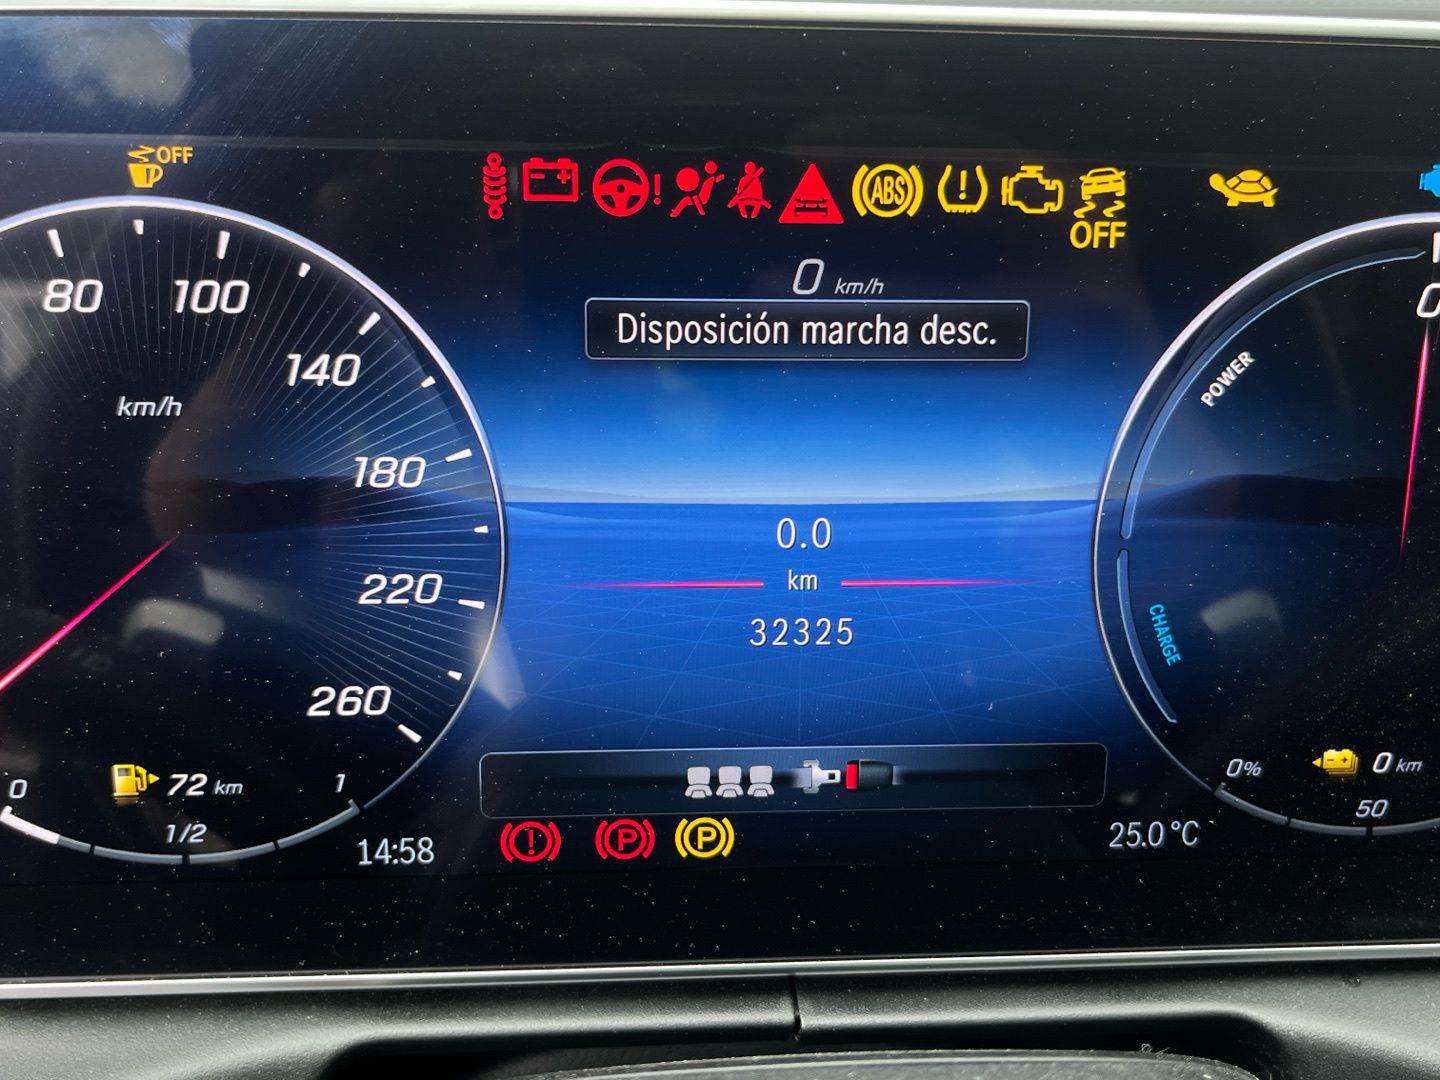 OFF
ABS
OFF
0 km/h
Disposición marcha desc.
80
100
140
180
220
260
km/h
0.0
km
32325
POWER
CHARGE
0
0
72 km
1
1/2
14:58
P
P
25.0 °C
0%
0 km
50